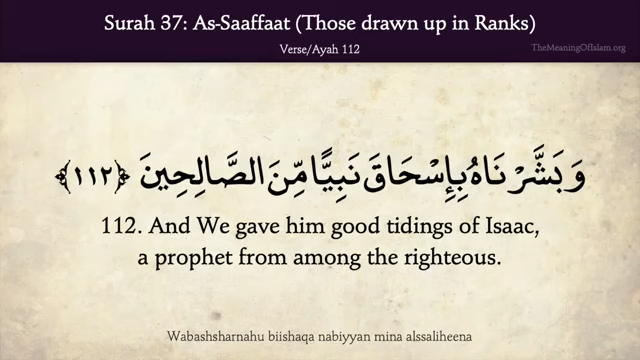 Surah 37: As-Saaffaat (Those drawn up in Ranks)
Verse/Ayah 112
TheMeaningOfIslam.org
وَبَشَّرْنَاهُ بِإِسْحَاقَ نَبِيًّا مِّنَ الصَّالِحِينَ ﴿١١٢﴾
112. And We gave him good tidings of Isaac,
a prophet from among the righteous.
Wabashsharnahu biishaqa nabiyyan mina alssaliheena